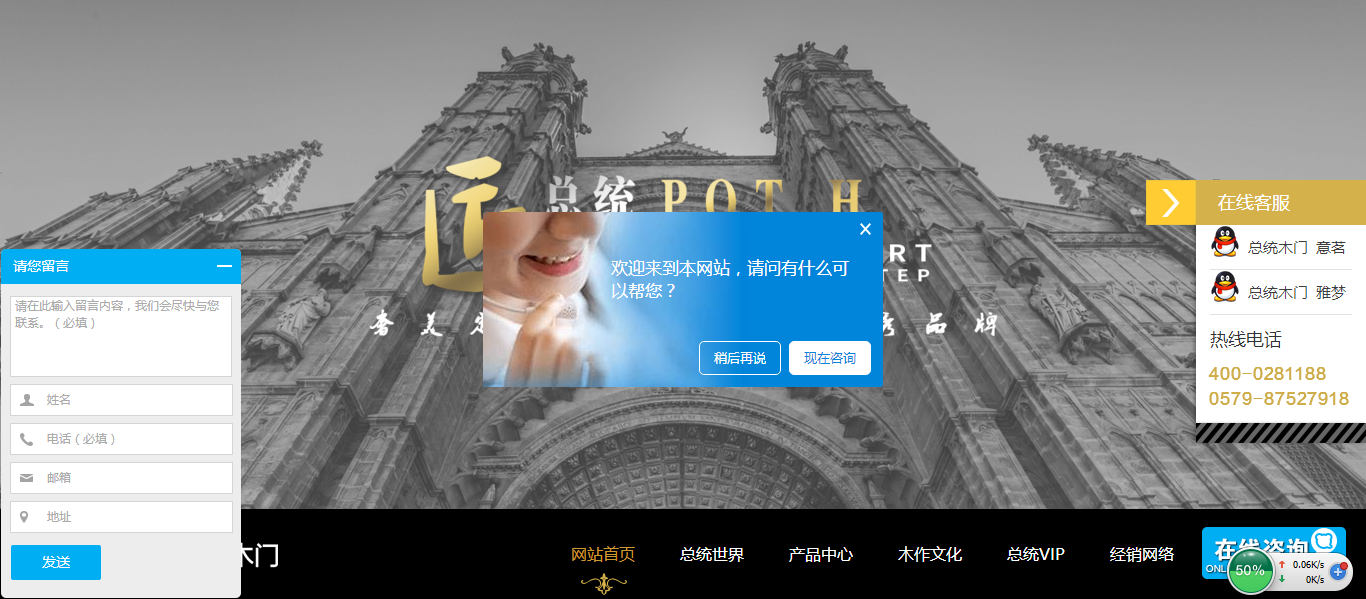 总统 POT H
RT
TEP
奢 美
秀 品 牌
欢迎来到本网站，请问有什么可
以帮您？
稍后再说
现在咨询
请您留言
请在此输入留言内容，我们会尽快与您
联系。（必填）
姓名
电话（必填）
邮箱
地址
发送
在线客服
总统木门 意茗
总统木门 雅梦
热线电话
400-0281188
0579-87527918
木门
网站首页
总统世界
产品中心
木作文化
总统VIP
经销网络
在线咨询
ONL
50%
0.06K/s
0K/s